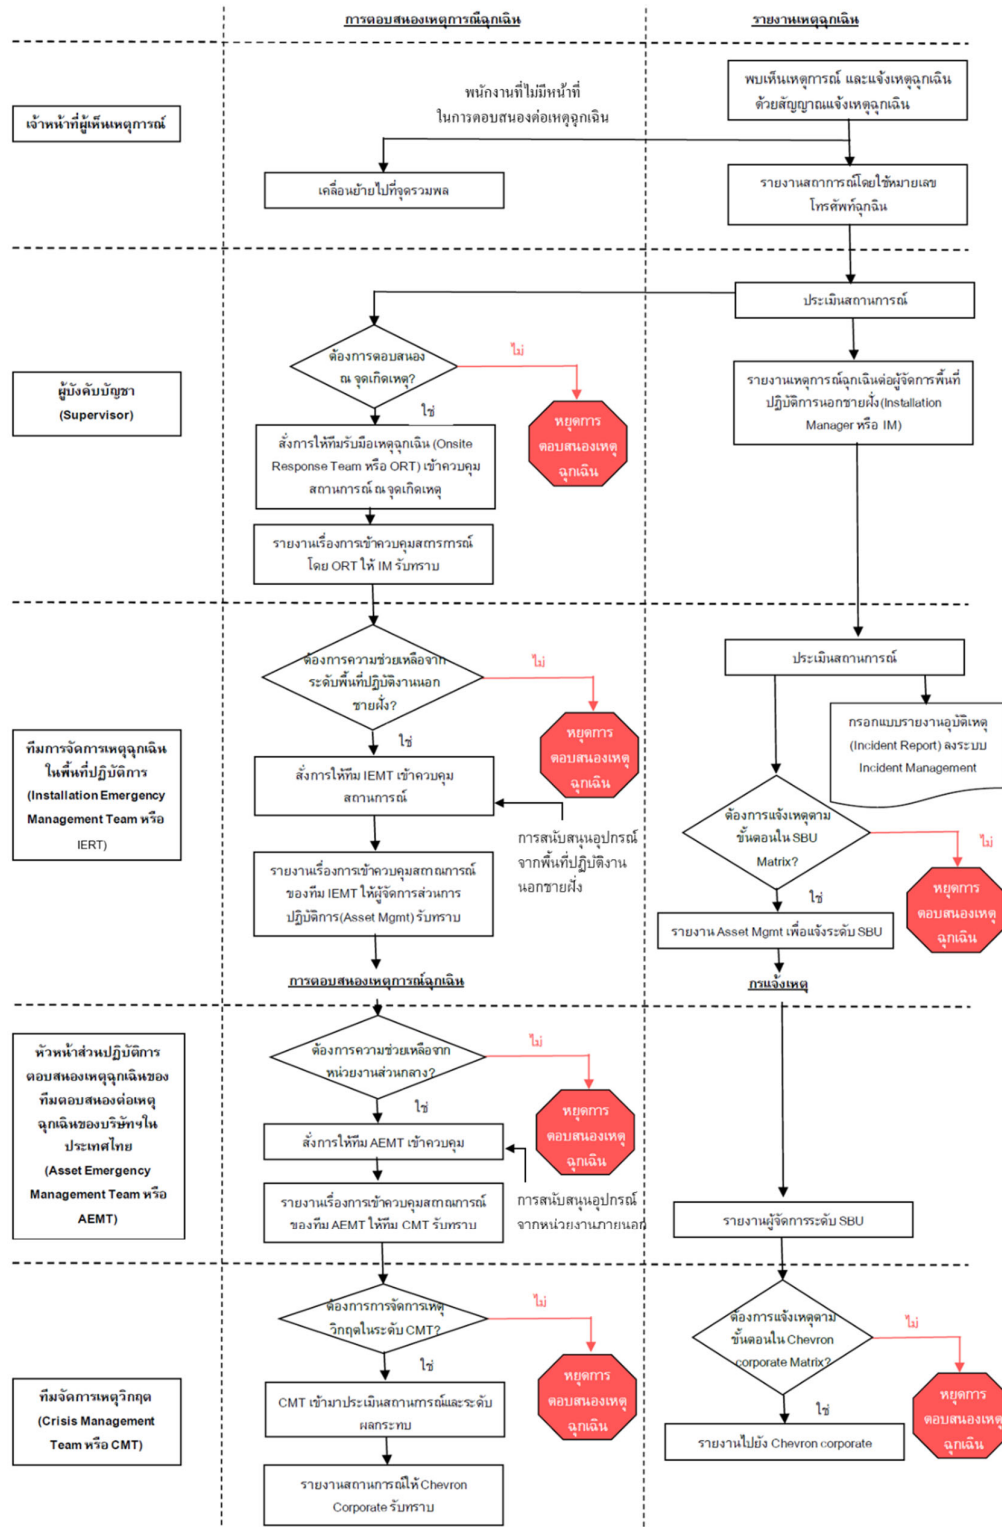 การตอบสนองเหตุการณ์ฉุกเฉิน
รายงานเหตุฉุกเฉิน
เจ้าหน้าที่ผู้เห็นเหตุการณ์
พนักงานที่ไม่มีหน้าที่
ในการตอบสนองต่อเหตุฉุกเฉิน
พบเห็นเหตุการณ์ และแจ้งเหตุฉุกเฉิน
ด้วยสัญญาณแจ้งเหตุฉุกเฉิน
เคลื่อนย้ายไปที่จุดรวมพล
รายงานสถาการณ์โดยใช้หมายเลข
โทรศัพท์ฉุกฉิน
ผู้บังคับบัญชา
(Supervisor)
ประเมินสถานการณ์
ต้องการตอบสนอง
ณ จุดเกิดเหตุ?
ไม่
ใช่
หยุดการ
ตอบสนองเหตุ
ฉุกเฉิน
รายงานเหตุการณ์ฉุกเฉินต่อผู้จัดการพื้นที่
ปฏิบัติการนอกชายฝั่ง(Installation
Manager หรือ IM)
สั่งการให้ทีมรับมือเหตุฉุกเฉิน (Onsite
Response Team หรือ ORT) เข้าควบคุม
สถานการณ์ ณ จุดเกิดเหตุ
รายงานเรื่องการเข้าควบคุมสถารการณ์
โดย ORT ให้ IM รับทราบ
ทีมการจัดการเหตุฉุกเฉิน
ในพื้นที่ปฏิบัติการ
(Installation Emergency
Management Team หรือ
IERT)
ต้องการความช่วยเหลือจาก
ระดับพื้นที่ปฏิบัติงานนอก
ชายฝั่ง?
ไม่
ใช่
หยุดการ
ตอบสนองเหตุ
ฉุกเฉิน
ประเมินสถานการณ์
กรอกแบบรายงานอุบัติเหตุ
(Incident Report) ลงระบบ
Incident Management
สั่งการให้ทีม IEMT เข้าควบคุม
สถานการณ์
การสนับสนุนอุปกรณ์
จากพื้นที่ปฏิบัติงาน
นอกชายฝั่ง
ต้องการแจ้งเหตุตาม
ขั้นตอนใน SBU
Matrix?
ไม่
ใช่
หยุดการ
ตอบสนองเหตุ
ฉุกเฉิน
รายงานเรื่องการเข้าควบคุมสถาณการณ์
ของทีม IEMT ให้ผู้จัดการส่วนการ
ปฏิบัติการ(Asset Mgmt) รับทราบ
รายงาน Asset Mgmt เพื่อแจ้งระดับ SBU
การตอบสนองเหตุการณ์ฉุกเฉิน
กรแจ้งเหตุ
หัวหน้าส่วนปฏิบัติการ
ตอบสนองเหตุฉุกเฉินของ
ทีมตอบสนองต่อเหตุ
ฉุกเฉินของบริษัทฯใน
ประเทศไทย
(Asset Emergency
Management Team หรือ
AEMT)
ต้องการความช่วยเหลือจาก
หน่วยงานส่วนกลาง?
ไม่
ใช่
หยุดการ
ตอบสนองเหตุ
ฉุกเฉิน
สั่งการให้ทีม AEMT เข้าควบคุม
การสนับสนุนอุปกรณ์
จากหน่วยงานภายนอก
รายงานเรื่องการเข้าควบคุมสถาณการณ์
ของทีม AEMT ให้ทีม CMT รับทราบ
รายงานผู้จัดการระดับ SBU
ทีมจัดการเหตุวิกฤต
(Crisis Management
Team หรือ CMT)
ต้องการการจัดการเหตุ
วิกฤตในระดับ CMT?
ไม่
ใช่
หยุดการ
ตอบสนองเหตุ
ฉุกเฉิน
ต้องการแจ้งเหตุตาม
ขั้นตอนใน Chevron
corporate Matrix?
ไม่
ใช่
หยุดการ
ตอบสนองเหตุ
ฉุกเฉิน
CMT เข้ามาประเมินสถานการณ์และระดับ
ผลกระทบ
รายงานไปยัง Chevron corporate
รายงานสถานการณ์ให้ Chevron
Corporate รับทราบ